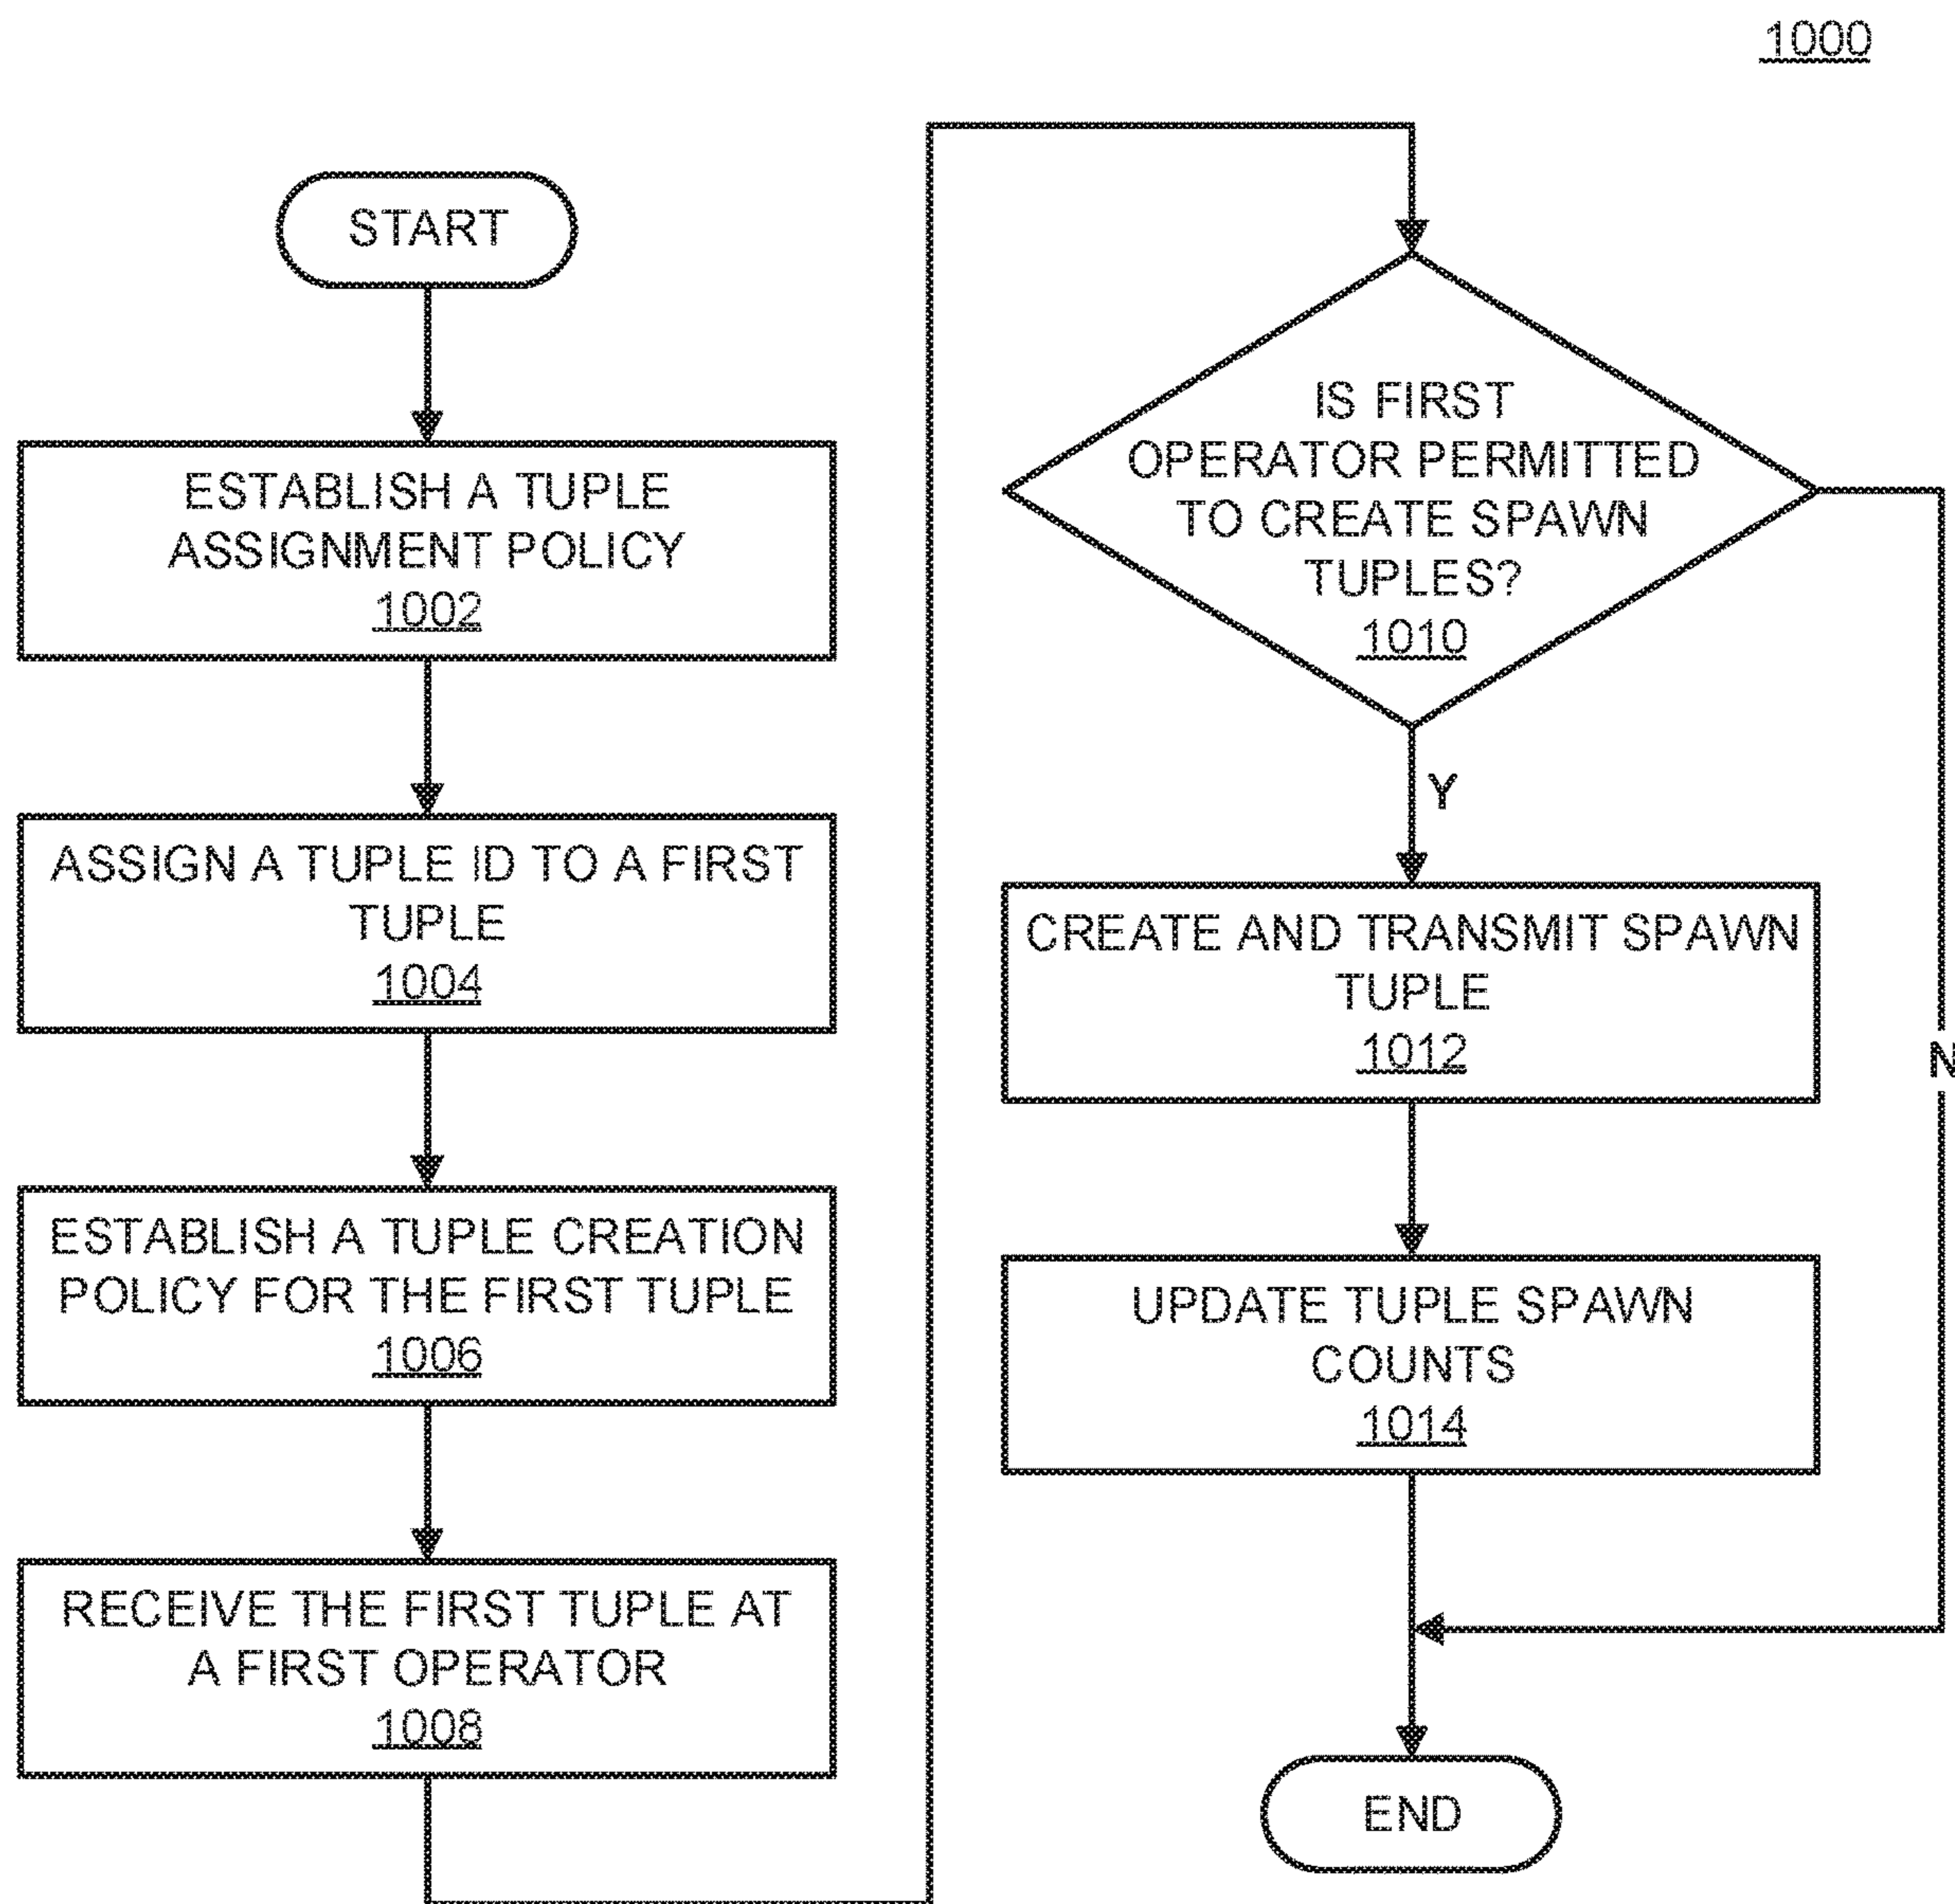 1000
START
ESTABLISH A TUPLE
ASSIGNMENT POLICY
1002
ASSIGN A TUPLE ID TO A FIRST
TUPLE
1004
ESTABLISH A TUPLE CREATION
POLICY FOR THE FIRST TUPLE
1006
RECEIVE THE FIRST TUPLE AT
A FIRST OPERATOR
1008
IS FIRST
OPERATOR PERMITTED
TO CREATE SPAWN
TUPLES?
1010
Y
CREATE AND TRANSMIT SPAWN
TUPLE
1012
N
UPDATE TUPLE SPAWN
COUNTS
1014
END